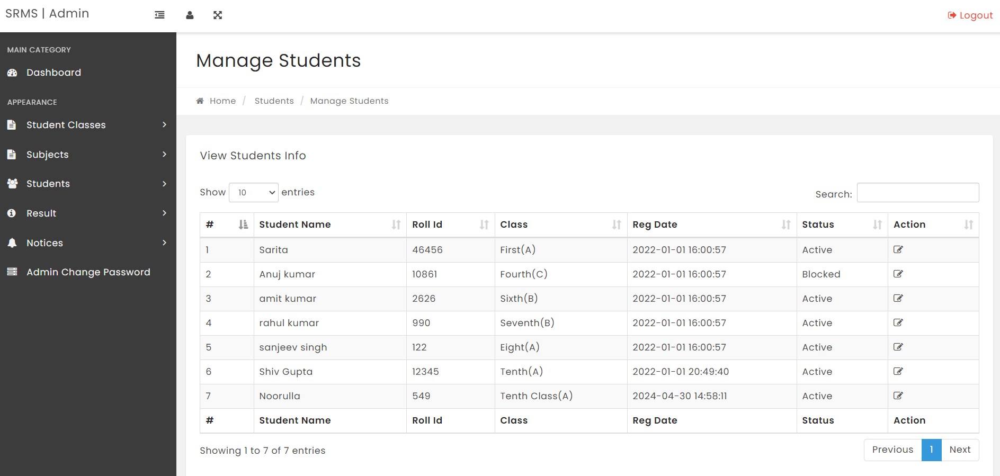 SRMS | Admin
Logout
MAIN CATEGORY
Dashboard
APPEARANCE
Student Classes
Subjects
Students
Result
Notices
Admin Change Password
Manage Students
Home / Students / Manage Students
View Students Info
Show 10 entries
Search:
# Student Name Roll Id Class Reg Date Status Action
1 Sarita 46456 First(A) 2022-01-01 16:00:57 Active
2 Anuj kumar 10861 Fourth(C) 2022-01-01 16:00:57 Blocked
3 amit kumar 2626 Sixth(B) 2022-01-01 16:00:57 Active
4 rahul kumar 990 Seventh(B) 2022-01-01 16:00:57 Active
5 sanjeev singh 122 Eight(A) 2022-01-01 16:00:57 Active
6 Shiv Gupta 12345 Tenth(A) 2022-01-01 20:49:40 Active
7 Noorulla 549 Tenth Class(A) 2024-04-30 14:58:11 Active
# Student Name Roll Id Class Reg Date Status Action
Showing 1 to 7 of 7 entries
Previous 1 Next